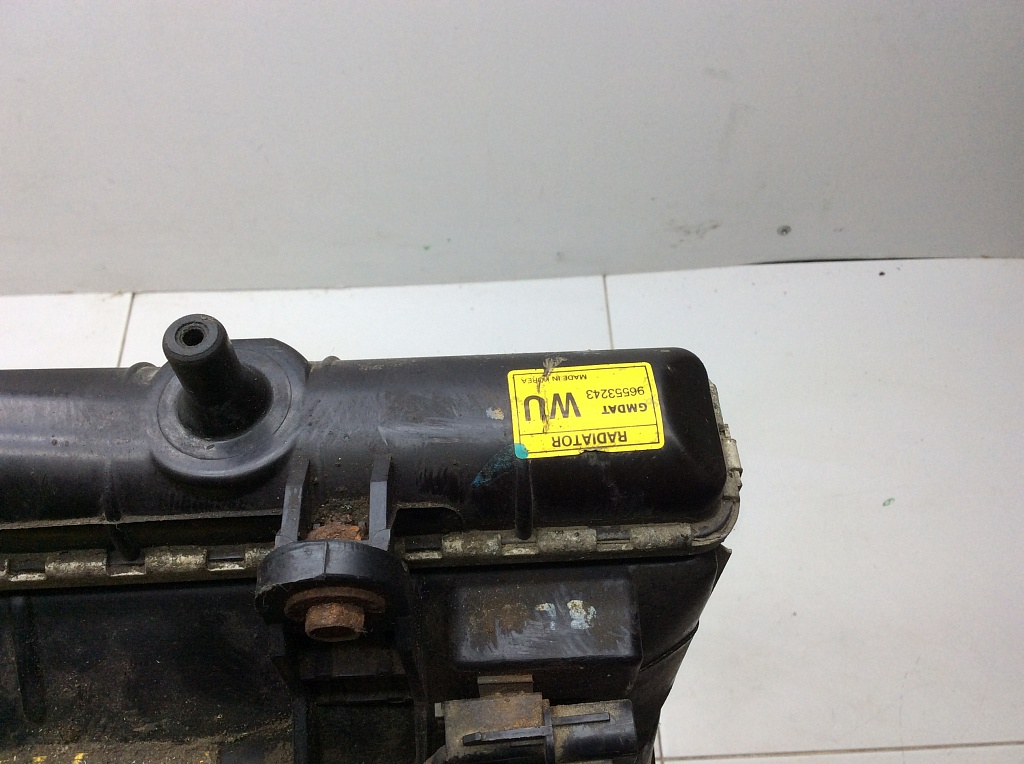 RADIATOR
GMDAT
96553243
WU
MADE IN KOREA